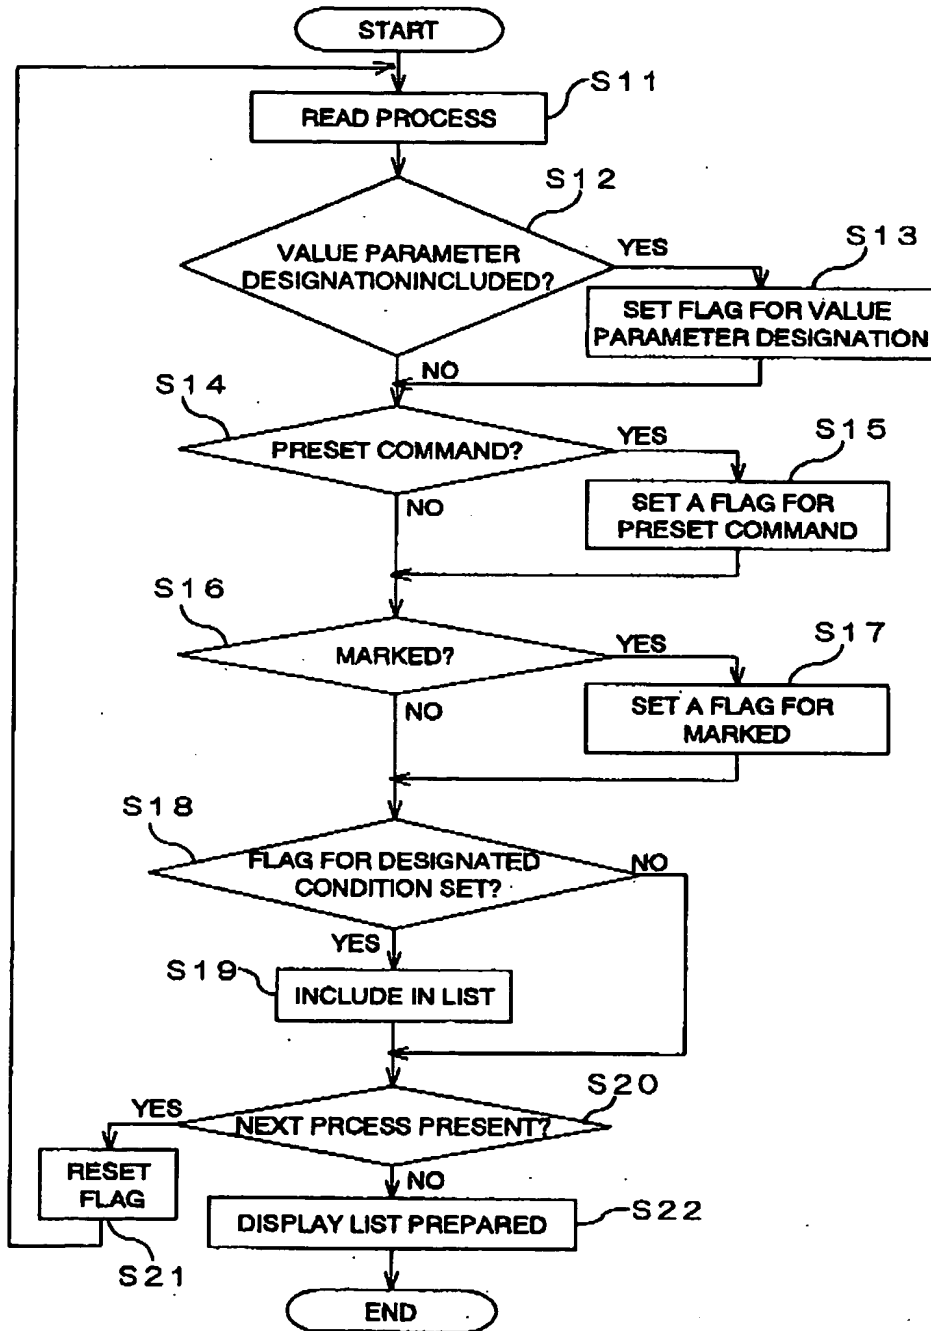 START
S11
READ PROCESS
S12
VALUE PARAMETER
DESIGNATIONINCLUDED?
YES
S13
SET FLAG FOR VALUE
PARAMETER DESIGNATION
NO
S14
PRESET COMMAND?
YES
S15
SET A FLAG FOR
PRESET COMMAND
NO
S16
MARKED?
YES
S17
SET A FLAG FOR
MARKED
NO
S18
FLAG FOR DESIGNATED
CONDITION SET?
NO
YES
S19
INCLUDE IN LIST
S20
YES
NEXT PRCESS PRESENT?
RESET
FLAG
S21
NO
DISPLAY LIST PREPARED
S22
END